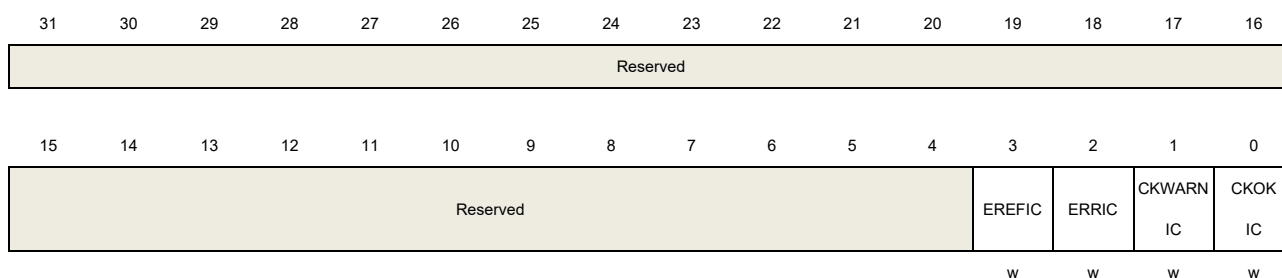 31 30 29 28 27 26 25 24 23 22 21 20 19 18 17 16
Reserved
15 14 13 12 11 10 9 8 7 6 5 4 3 2 1 0
Reserved EREFIC ERRIC CKWARN IC CKOK IC
w w w w